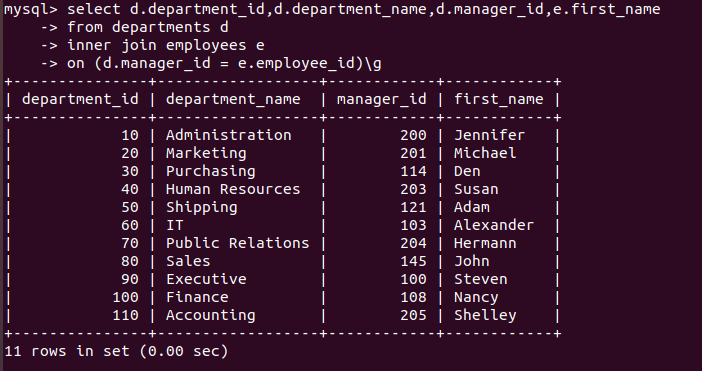 mysql> select d.department_id,d.department_name,d.manager_id,e.first_name
    -> from departments d
    -> inner join employees e
    -> on (d.manager_id = e.employee_id)\g
+---------------+-----------------+------------+------------+
| department_id | department_name | manager_id | first_name |
+---------------+-----------------+------------+------------+
|            10 | Administration   |        200 | Jennifer   |
|            20 | Marketing        |        201 | Michael    |
|            30 | Purchasing       |        114 | Den        |
|            40 | Human Resources  |        203 | Susan      |
|            50 | Shipping         |        121 | Adam       |
|            60 | IT               |        103 | Alexander  |
|            70 | Public Relations |        204 | Hermann    |
|            80 | Sales            |        145 | John       |
|            90 | Executive        |        100 | Steven     |
|           100 | Finance          |        108 | Nancy      |
|           110 | Accounting       |        205 | Shelley    |
+---------------+------------------+------------+------------+
11 rows in set (0.00 sec)